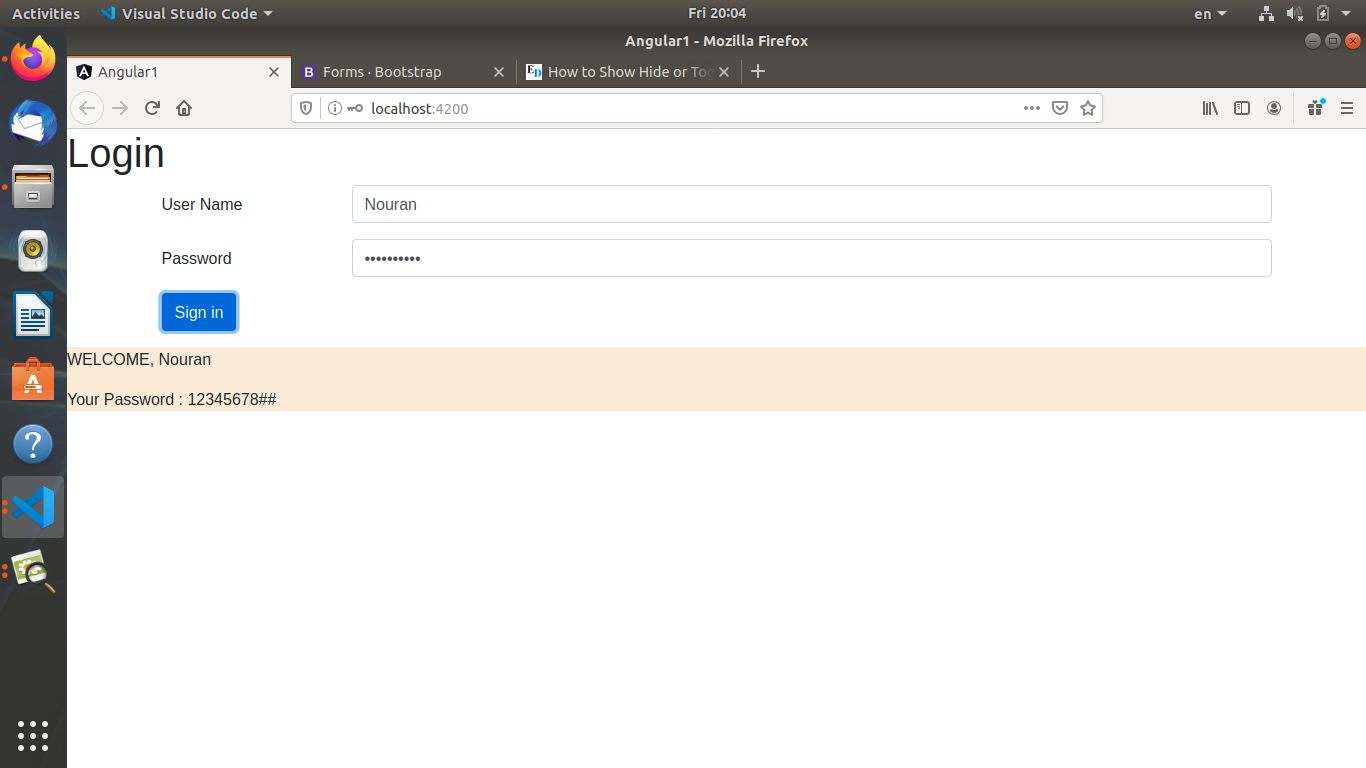 Activities Visual Studio Code Fri 20:04 en
Angular1 - Mozilla Firefox
Angular1 Forms · Bootstrap How to Show Hide or Tog
localhost:4200
Login
User Name Nouran
Password ••••••••••
Sign in
WELCOME, Nouran
Your Password : 12345678##